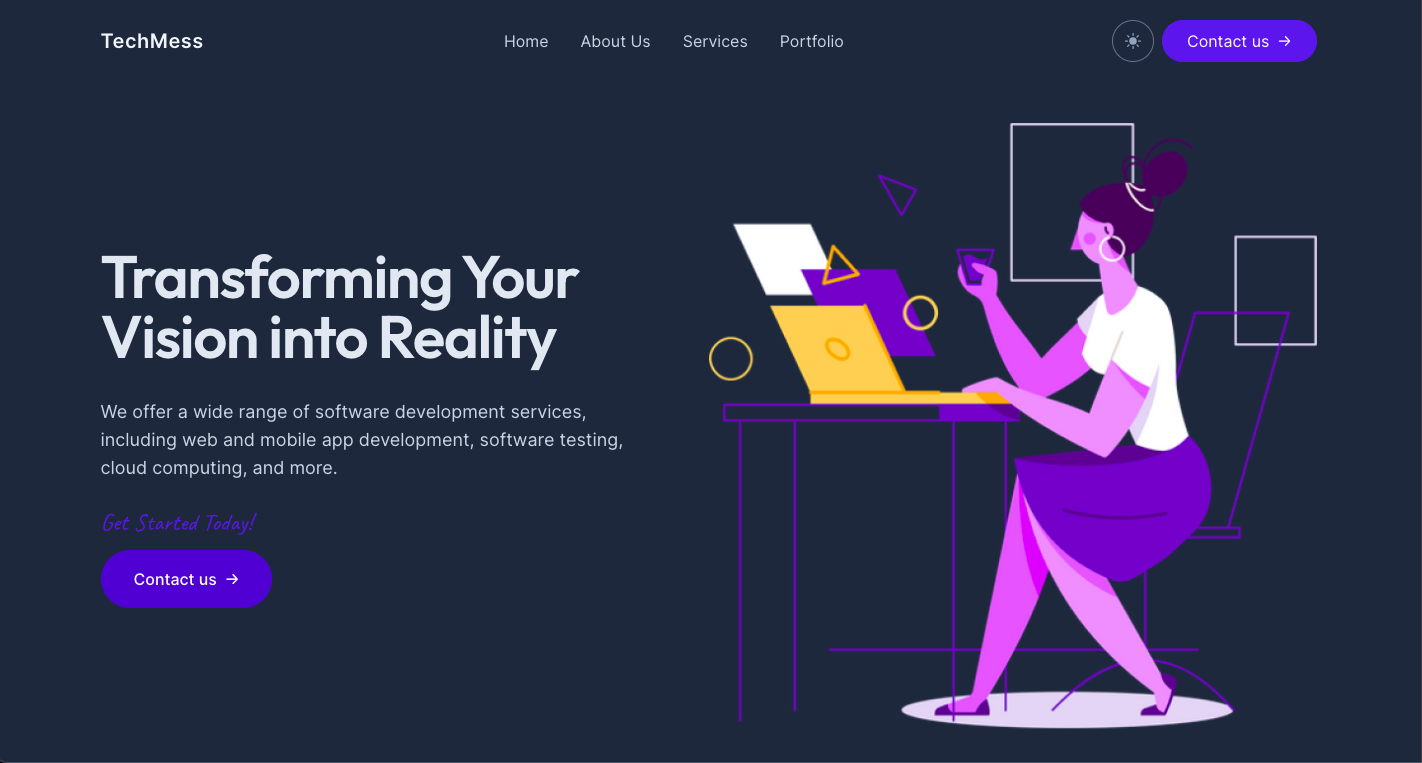 TechMess
Home
About Us
Services
Portfolio
Contact us →
Transforming Your
Vision into Reality
We offer a wide range of software development services,
including web and mobile app development, software testing,
cloud computing, and more.
Get Started Today!
Contact us →